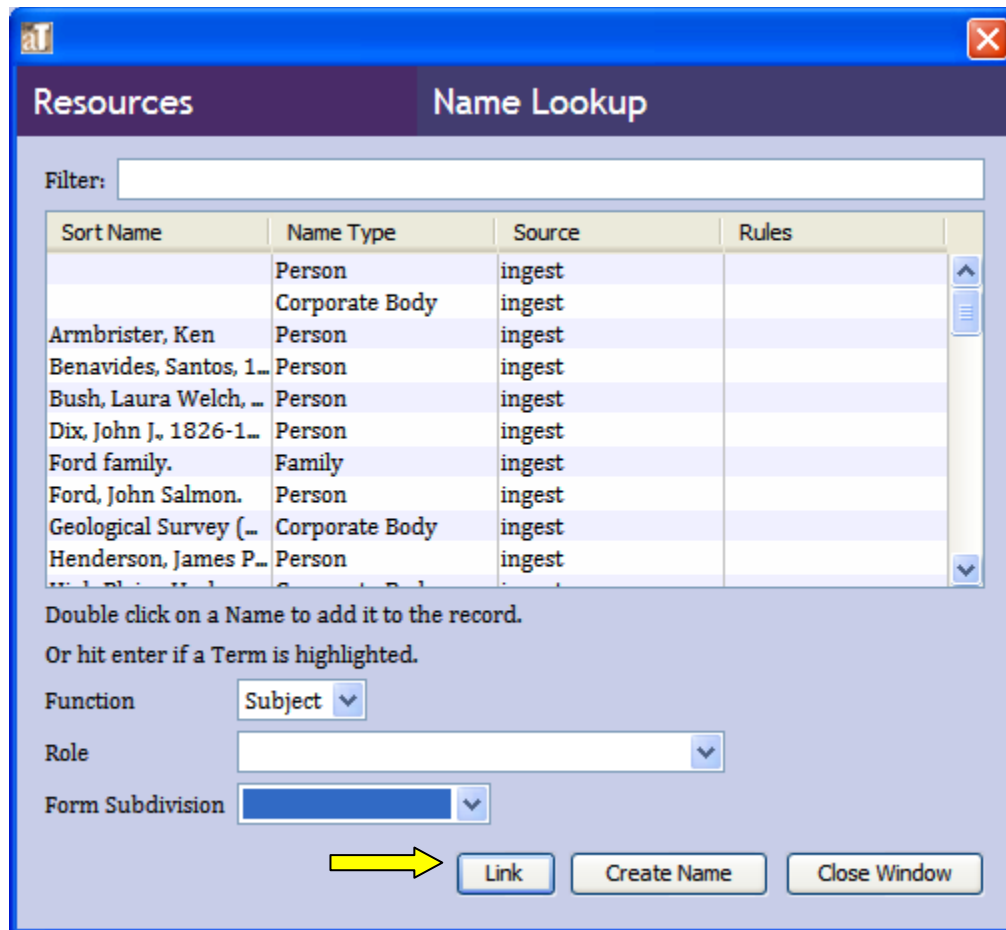 aT
Resources Name Lookup
Filter:
Sort Name Name Type Source Rules
Person ingest
Corporate Body ingest
Armbrister, Ken Person ingest
Benavides, Santos, 1... Person ingest
Bush, Laura Welch, ... Person ingest
Dix, John J., 1826-1... Person ingest
Ford family. Family ingest
Ford, John Salmon. Person ingest
Geological Survey (... Corporate Body ingest
Henderson, James P... Person ingest
Double click on a Name to add it to the record.
Or hit enter if a Term is highlighted.
Function Subject
Role
Form Subdivision
Link Create Name Close Window